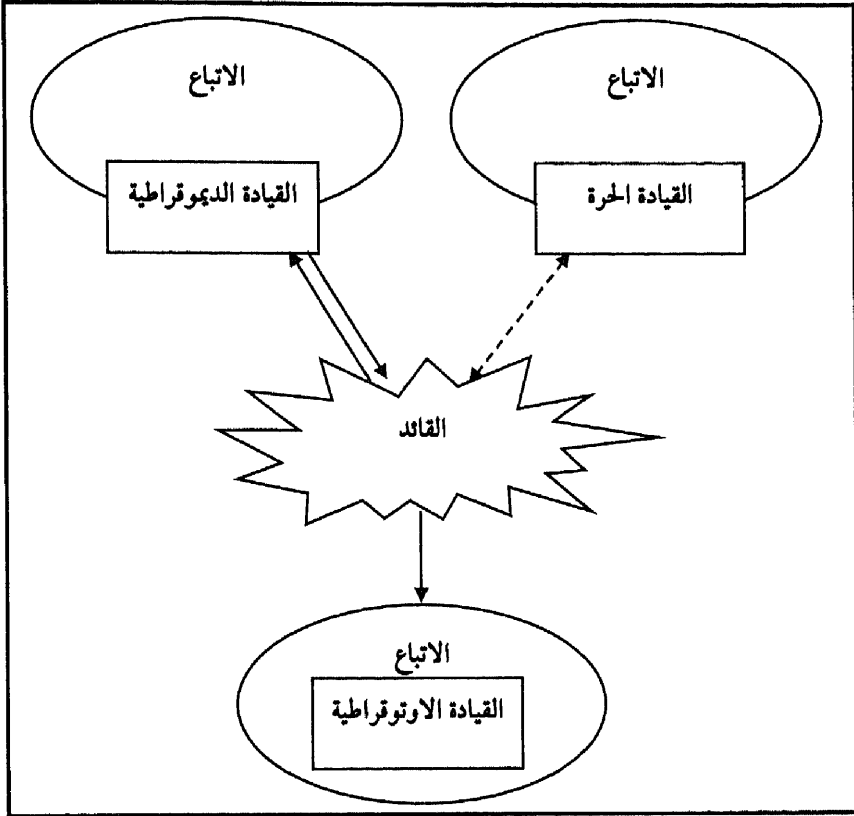 الاتباع
القيادة الحرة
الاتباع
القيادة الديموقراطية
القائد
الاتباع
القيادة الاوتوقراطية